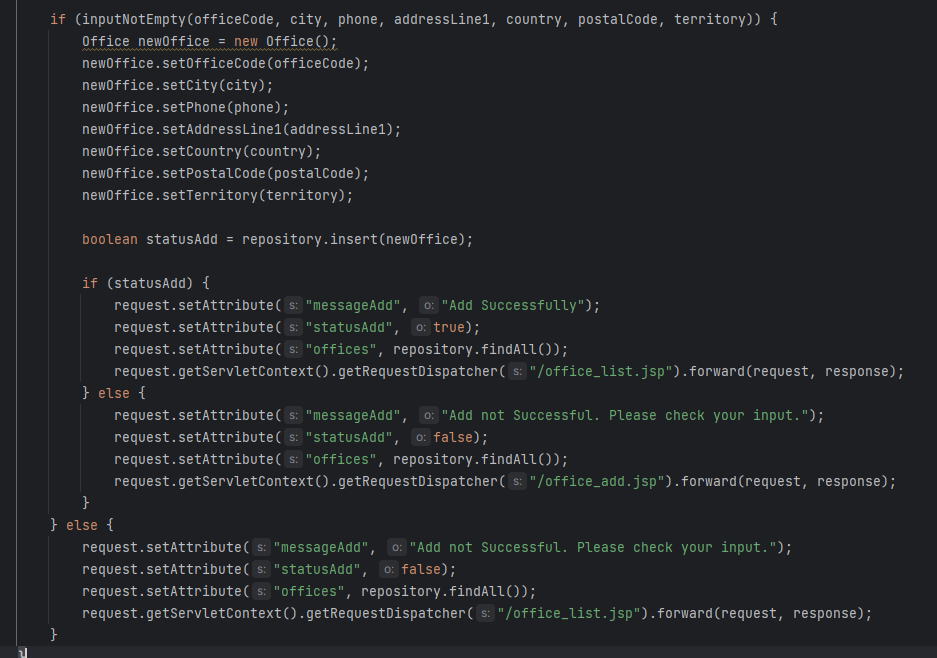 if (inputNotEmpty(officeCode, city, phone, addressLine1, country, postalCode, territory)) {
Office newOffice = new Office();
newOffice.setOfficeCode(officeCode);
newOffice.setCity(city);
newOffice.setPhone(phone);
newOffice.setAddressLine1(addressLine1);
newOffice.setCountry(country);
newOffice.setPostalCode(postalCode);
newOffice.setTerritory(territory);
boolean statusAdd = repository.insert(newOffice);
if (statusAdd) {
request.setAttribute( s: "messageAdd", o: "Add Successfully");
request.setAttribute( s: "statusAdd", o: true);
request.setAttribute( s: "offices", repository.findAll());
request.getServletContext().getRequestDispatcher( s: "/office_list.jsp").forward(request, response);
} else {
request.setAttribute( s: "messageAdd", o: "Add not Successful. Please check your input.");
request.setAttribute( s: "statusAdd", o: false);
request.setAttribute( s: "offices", repository.findAll());
request.getServletContext().getRequestDispatcher( s: "/office_add.jsp").forward(request, response);
}
} else {
request.setAttribute( s: "messageAdd", o: "Add not Successful. Please check your input.");
request.setAttribute( s: "statusAdd", o: false);
request.setAttribute( s: "offices", repository.findAll());
request.getServletContext().getRequestDispatcher( s: "/office_list.jsp").forward(request, response);
}
}